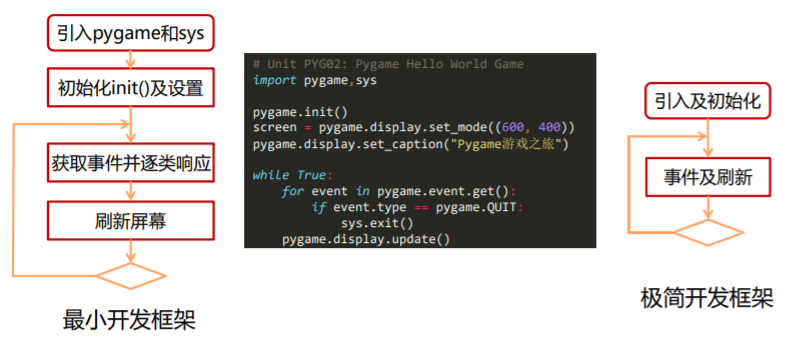 引入pygame和sys
初始化init()及设置
获取事件并逐类响应
刷新屏幕
最小开发框架
# Unit PYG02: Pygame Hello World Game
import pygame,sys
pygame.init()
screen = pygame.display.set_mode((600, 400))
pygame.display.set_caption("Pygame游戏之旅")
while True:
    for event in pygame.event.get():
        if event.type == pygame.QUIT:
            sys.exit()
    pygame.display.update()
引入及初始化
事件及刷新
极简开发框架